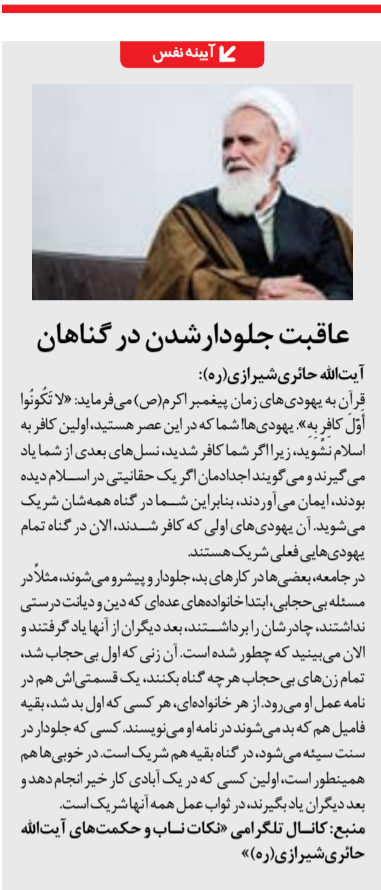 آیینه نفس
عاقبت جلودارشدن در گناهان
آیت‌الله حائری‌شیرازی(ره):
قرآن به یهودی‌های زمان پیغمبر اکرم(ص) می‌فرماید: «لا تَكُونُوا
أَوَّلَ كافِرٍ بِهِ». یهودی‌ها! شما که در این عصر هستید، اولین کافر به
اسلام نشوید، زیرا اگر شما کافر شدید، نسل‌های بعدی از شما یاد
می‌گیرند و می‌گویند اجدادمان اگر یک حقانیتی در اسلام دیده
بودند، ایمان می‌آوردند، بنابراین شما در گناه همه‌شان شریک
می‌شوید. آن یهودی‌های اولی که کافر شدند، الان در گناه تمام
یهودی‌هایی فعلی شریک هستند.
در جامعه، بعضی‌ها در کارهای بد، جلودار و پیشرو می‌شوند، مثلاً در
مسئله بی‌حجابی، ابتدا خانواده‌های عده‌ای که دین و دیانت درستی
نداشتند، چادرشان را برداشتند، بعد دیگران از آنها یاد گرفتند و
الان می‌بینید که چطور شده است. آن زنی که اول بی‌حجاب شد،
تمام زن‌های بی‌حجاب هرچه گناه بکنند، یک قسمتی‌اش هم در
نامه عمل او می‌رود. از هر خانواده‌ای، هر کسی که اول بد شد، بقیه
فامیل هم که بد می‌شوند در نامه او می‌نویسند. کسی که جلودار در
سنت سیئه می‌شود، در گناه بقیه هم شریک است. در خوبی‌ها هم
همینطور است، اولین کسی که در یک آبادی کار خیر انجام دهد و
بعد دیگران یاد بگیرند، در ثواب عمل همه آنها شریک است.
منبع: کانال تلگرامی «نکات ناب و حکمت‌های آیت‌الله
حائری‌شیرازی(ره)»